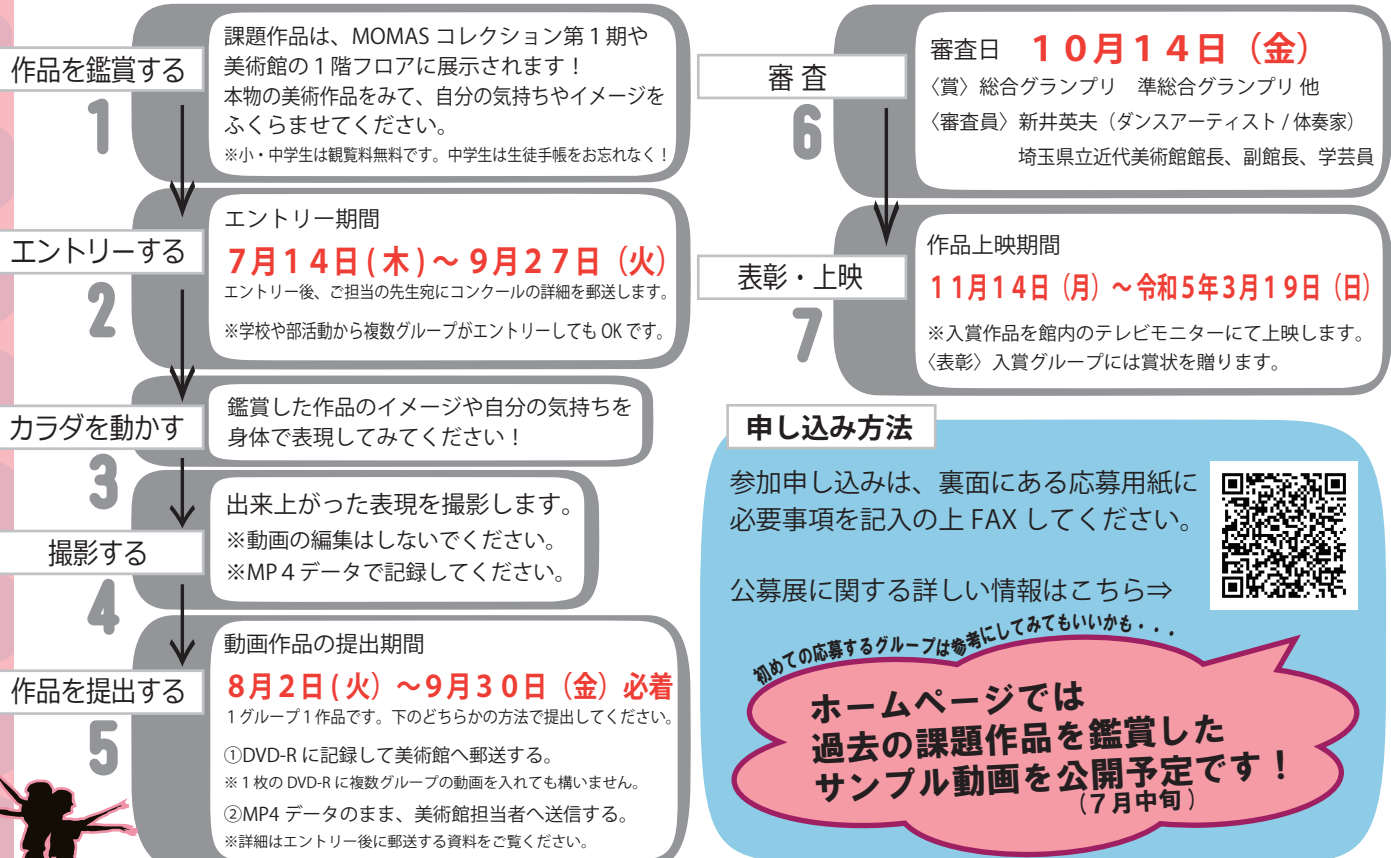 作品を鑑賞する
1
課題作品は、MOMAS コレクション第1期や
美術館の1階フロアに展示されます！
本物の美術作品をみて、自分の気持ちやイメージを
ふくらませてください。
※小・中学生は観覧料無料です。中学生は生徒手帳をお忘れなく！
エントリーする
2
エントリー期間
7月14日(木)～9月27日（火）
エントリー後、ご担当の先生宛にコンクールの詳細を郵送します。
※学校や部活動から複数グループがエントリーしても OK です。
カラダを動かす
3
鑑賞した作品のイメージや自分の気持ちを
身体で表現してみてください！
撮影する
4
出来上がった表現を撮影します。
※動画の編集はしないでください。
※MP４データで記録してください。
作品を提出する
5
動画作品の提出期間
8月2日(火）～9月30日（金）必着
1グループ1作品です。下のどちらかの方法で提出してください。
①DVD-R に記録して美術館へ郵送する。
※1枚の DVD-R に複数グループの動画を入れても構いません。
②MP4 データのまま、美術館担当者へ送信する。
※詳細はエントリー後に郵送する資料をご覧ください。
審 査
6
審査日　10月14日（金）
〈賞〉総合グランプリ　準総合グランプリ 他
〈審査員〉新井英夫（ダンスアーティスト / 体奏家）
埼玉県立近代美術館館長、副館長、学芸員
表彰・上映
7
作品上映期間
11月14日（月）～令和5年3月19日（日）
※入賞作品を館内のテレビモニターにて上映します。
〈表彰〉入賞グループには賞状を贈ります。
申し込み方法
参加申し込みは、裏面にある応募用紙に
必要事項を記入の上 FAX してください。
公募展に関する詳しい情報はこちら⇒
初めての応募するグループは参考にしてみてもいいかも・・・
ホームページでは
過去の課題作品を鑑賞した
サンプル動画を公開予定です！
（7月中旬）